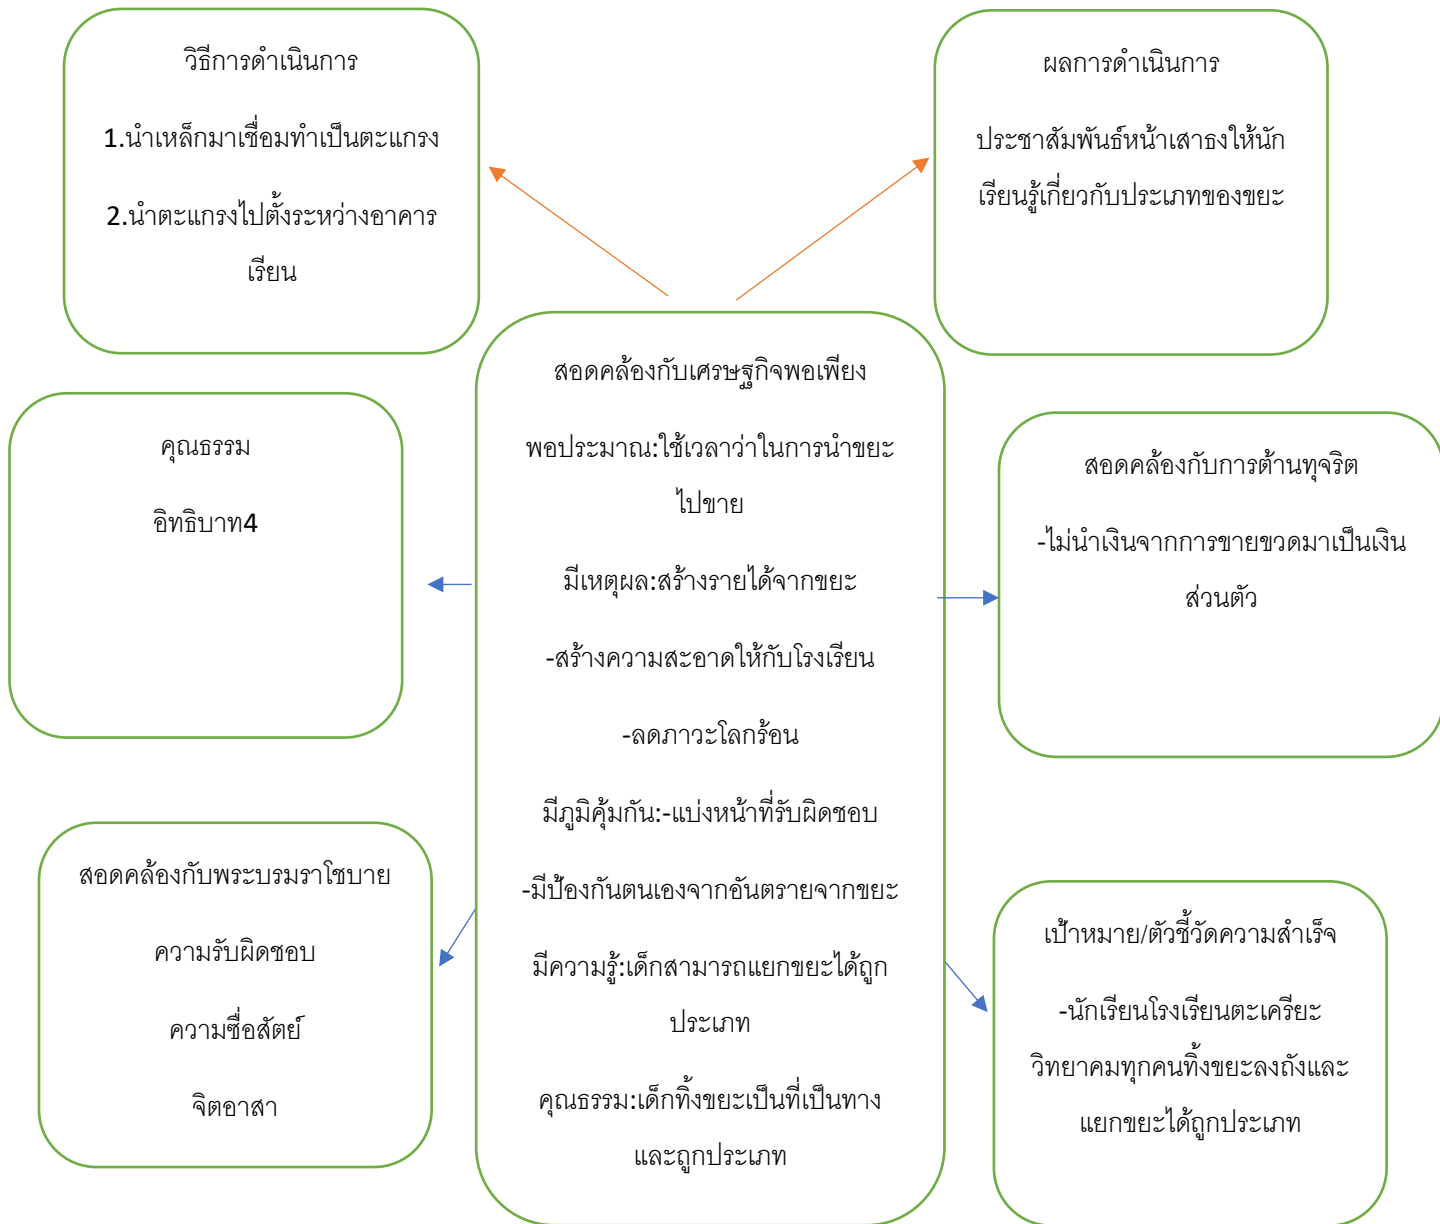 วิธีการดำเนินการ
1.นำเหล็กมาเชื่อมทำเป็นตะแกรง
2.นำตะแกรงไปตั้งระหว่างอาคาร
เรียน
ผลการดำเนินการ
ประชาสัมพันธ์หน้าเสาธงให้นัก
เรียนรู้เกี่ยวกับประเภทของขยะ
คุณธรรม
อิทธิบาท4
สอดคล้องกับเศรษฐกิจพอเพียง
พอประมาณ:ใช้เวลาว่าในการนำขยะ
ไปขาย
มีเหตุผล:สร้างรายได้จากขยะ
-สร้างความสะอาดให้กับโรงเรียน
-ลดภาวะโลกร้อน
มีภูมิคุ้มกัน:-แบ่งหน้าที่รับผิดชอบ
-มีป้องกันตนเองจากอันตรายจากขยะ
มีความรู้:เด็กสามารถแยกขยะได้ถูก
ประเภท
คุณธรรม:เด็กทิ้งขยะเป็นที่เป็นทาง
และถูกประเภท
สอดคล้องกับการต้านทุจริต
-ไม่นำเงินจากการขายขวดมาเป็นเงิน
ส่วนตัว
สอดคล้องกับพระบรมราโชบาย
ความรับผิดชอบ
ความซื่อสัตย์
จิตอาสา
เป้าหมาย/ตัวชี้วัดความสำเร็จ
-นักเรียนโรงเรียนตะเครียะ
วิทยาคมทุกคนทิ้งขยะลงถังและ
แยกขยะได้ถูกประเภท